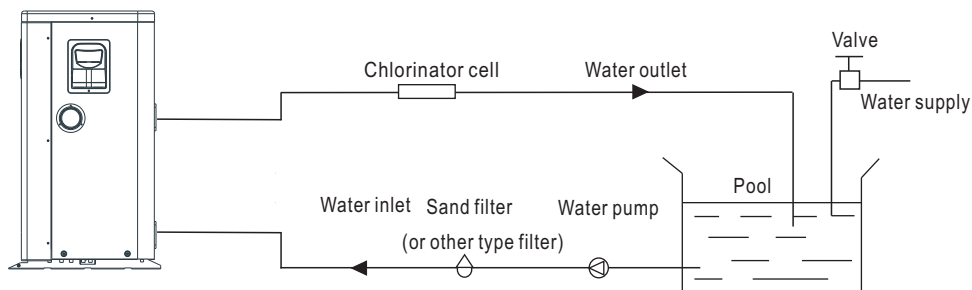 Valve
Chlorinator cell
Water outlet
Water supply
Pool
Water inlet
Sand filter
(or other type filter)
Water pump